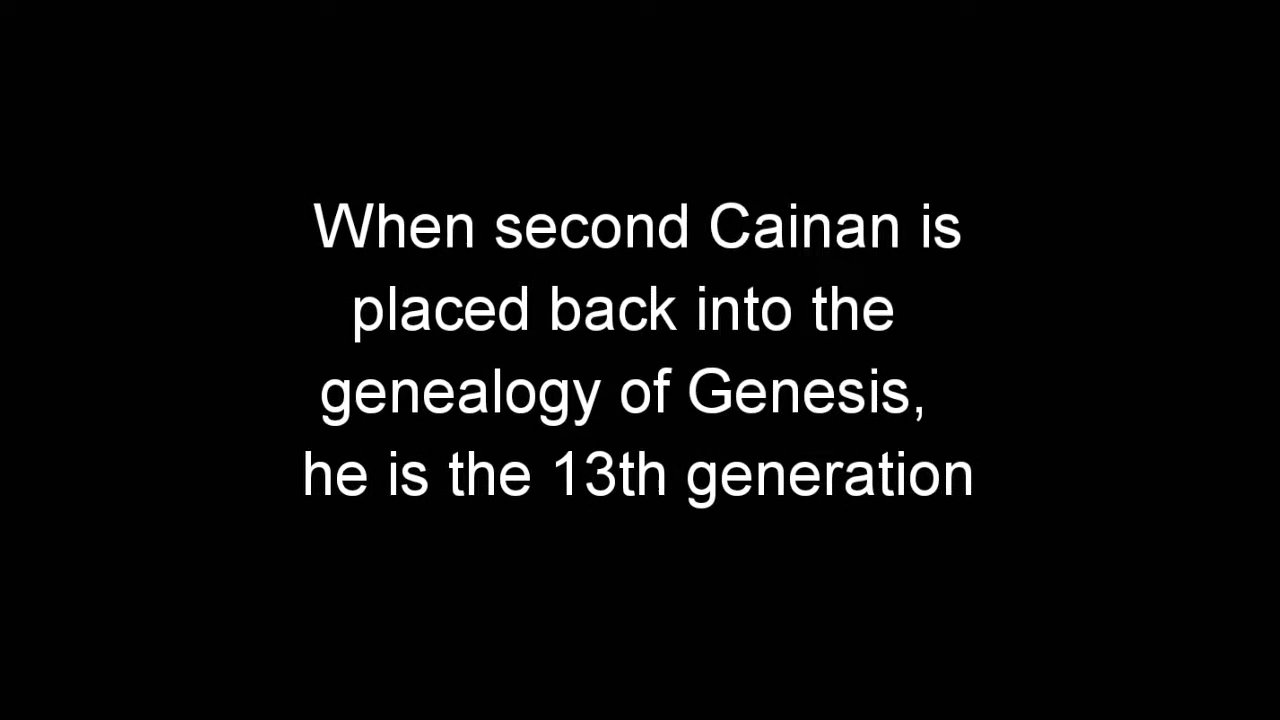 When second Cainan is
placed back into the
genealogy of Genesis,
he is the 13th generation